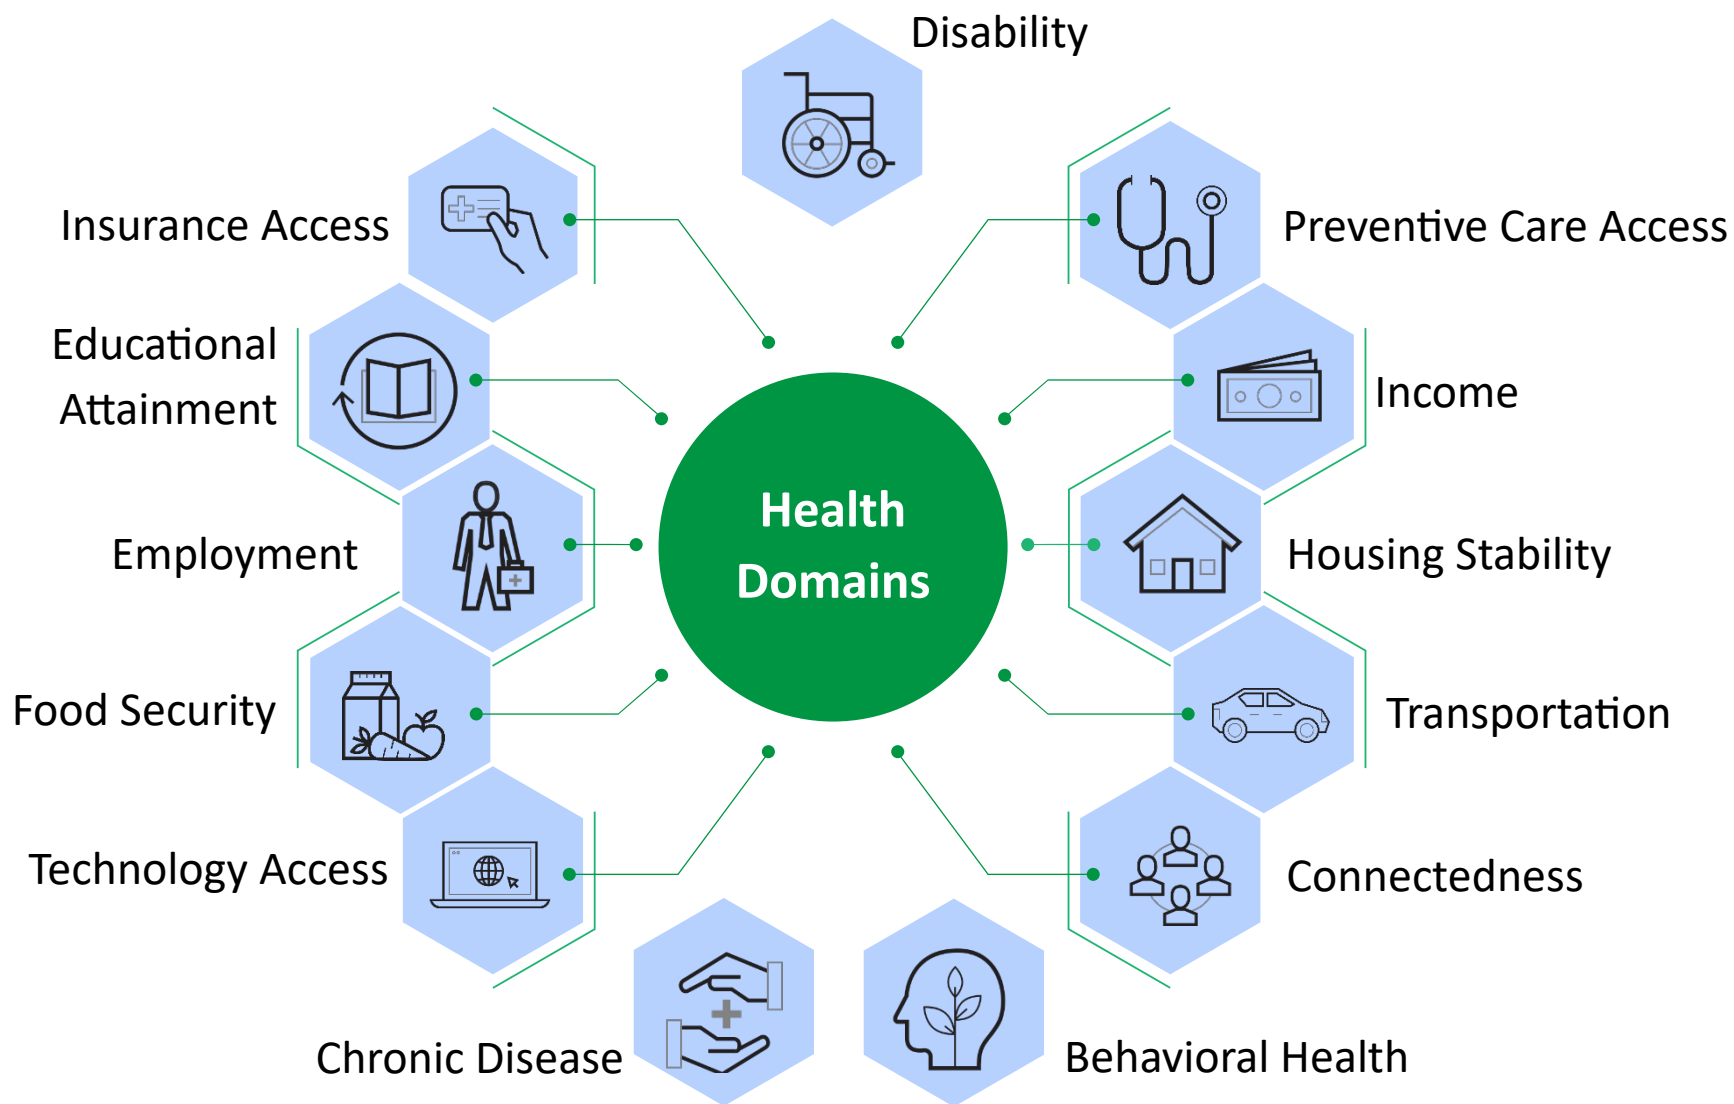 Disability
Insurance Access
Preventive Care Access
Educational
Attainment
Income
Health
Domains
Employment
Housing Stability
Food Security
Transportation
Technology Access
Connectedness
Chronic Disease
Behavioral Health